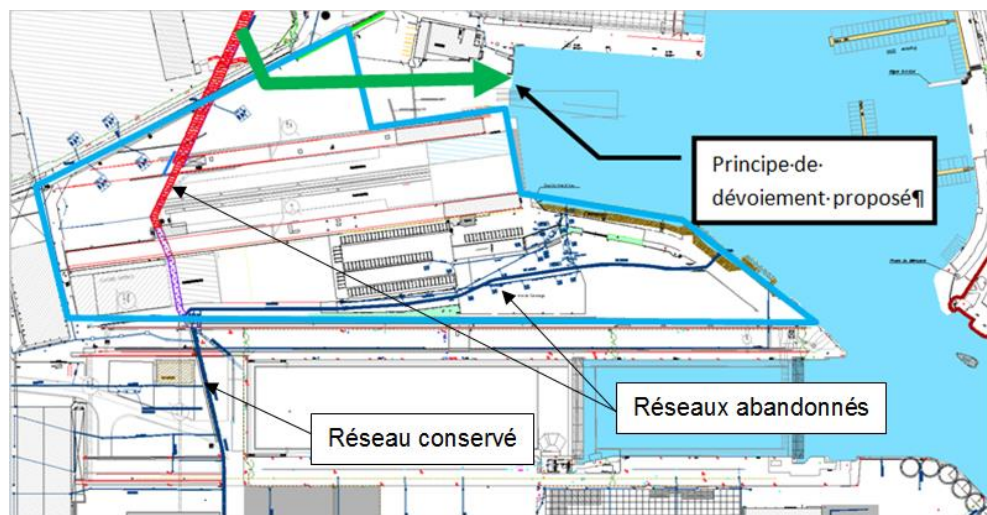 Principe·de·
dévoiement·proposé¶
Réseaux abandonnés
Réseau conservé